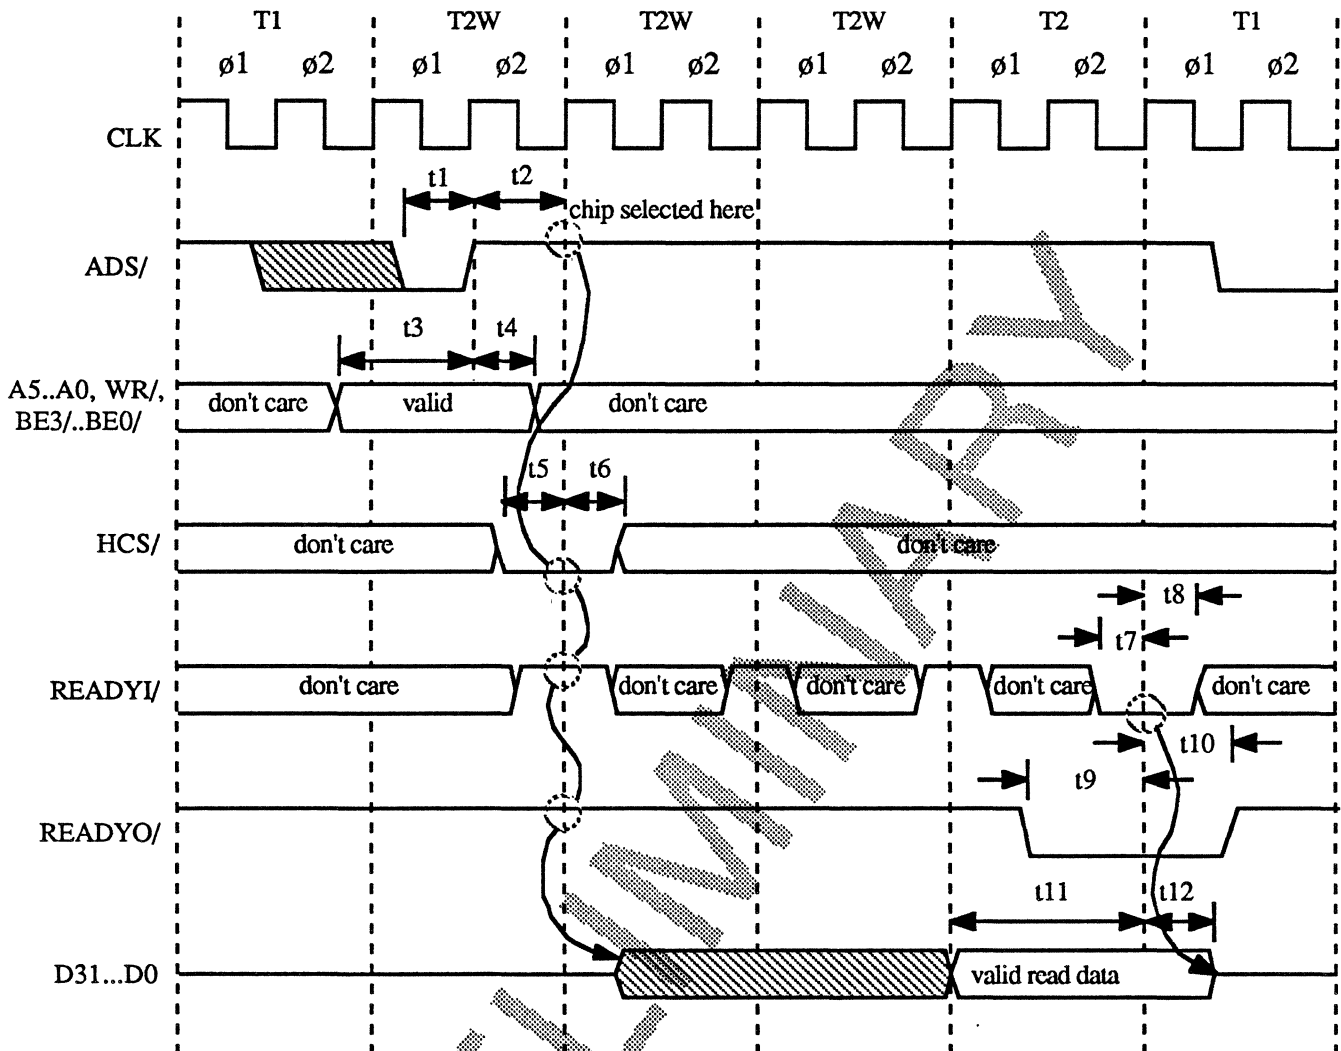 T1 T2W T2W T2W T2 T1
ø1 ø2 ø1 ø2 ø1 ø2 ø1 ø2 ø1 ø2 ø1 ø2
CLK
t1 t2
chip selected here
ADS/
t3 t4
A5..A0, WR/,
BE3/..BE0/
don't care valid don't care
t5 t6
HCS/
don't care don't care
t8
t7
READYI/
don't care don't care don't care don't care don't care
t10
t9
READYO/
t11 t12
D31...D0
valid read data